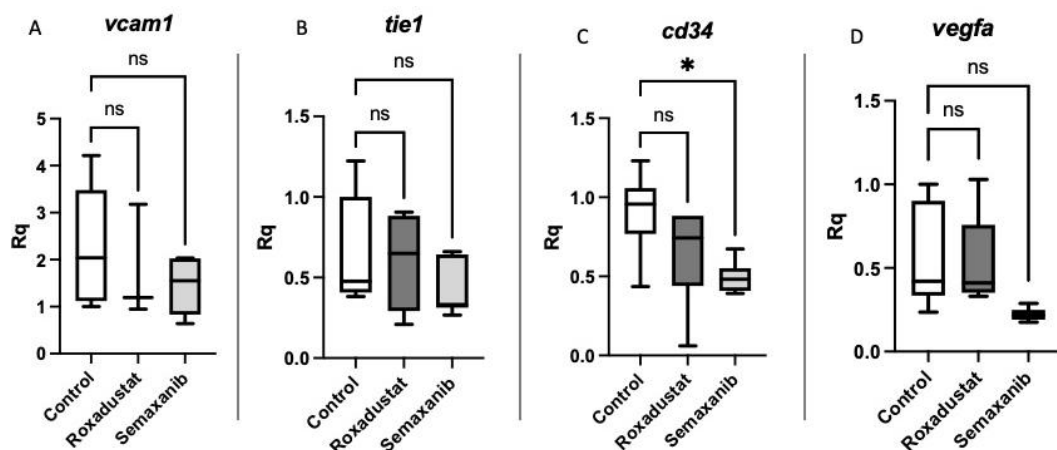 A vcam1
ns
ns
5
4
3
2
1
0
Rq
Control
Roxadustat
Semaxanib
B tie1
ns
ns
1.5
1.0
0.5
0.0
Rq
Control
Roxadustat
Semaxanib
C cd34
*
ns
1.5
1.0
0.5
0.0
Rq
Control
Roxadustat
Semaxanib
D vegfa
ns
ns
1.5
1.0
0.5
0.0
Rq
Control
Roxadustat
Semaxanib